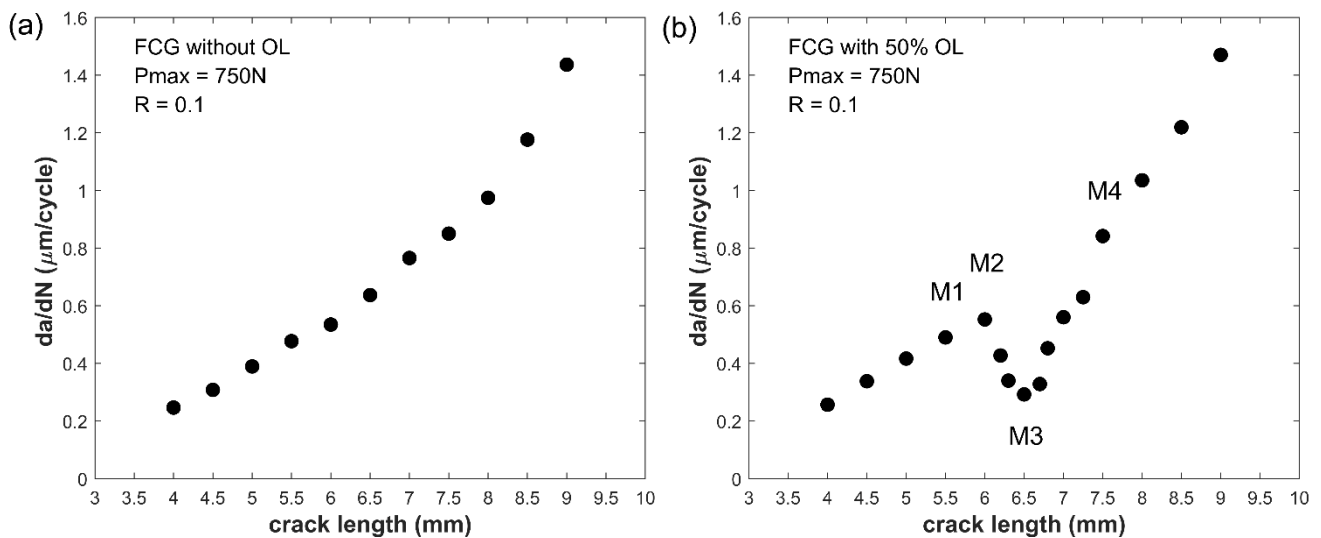 (a)
FCG without OL
Pmax = 750N
R = 0.1
da/dN (μm/cycle)
1.6
1.4
1.2
1
0.8
0.6
0.4
0.2
0
3 3.5 4 4.5 5 5.5 6 6.5 7 7.5 8 8.5 9 9.5 10
crack length (mm)
(b)
FCG with 50% OL
Pmax = 750N
R = 0.1
da/dN (μm/cycle)
1.6
1.4
1.2
1
0.8
0.6
0.4
0.2
0
M1
M2
M3
M4
3 3.5 4 4.5 5 5.5 6 6.5 7 7.5 8 8.5 9 9.5 10
crack length (mm)